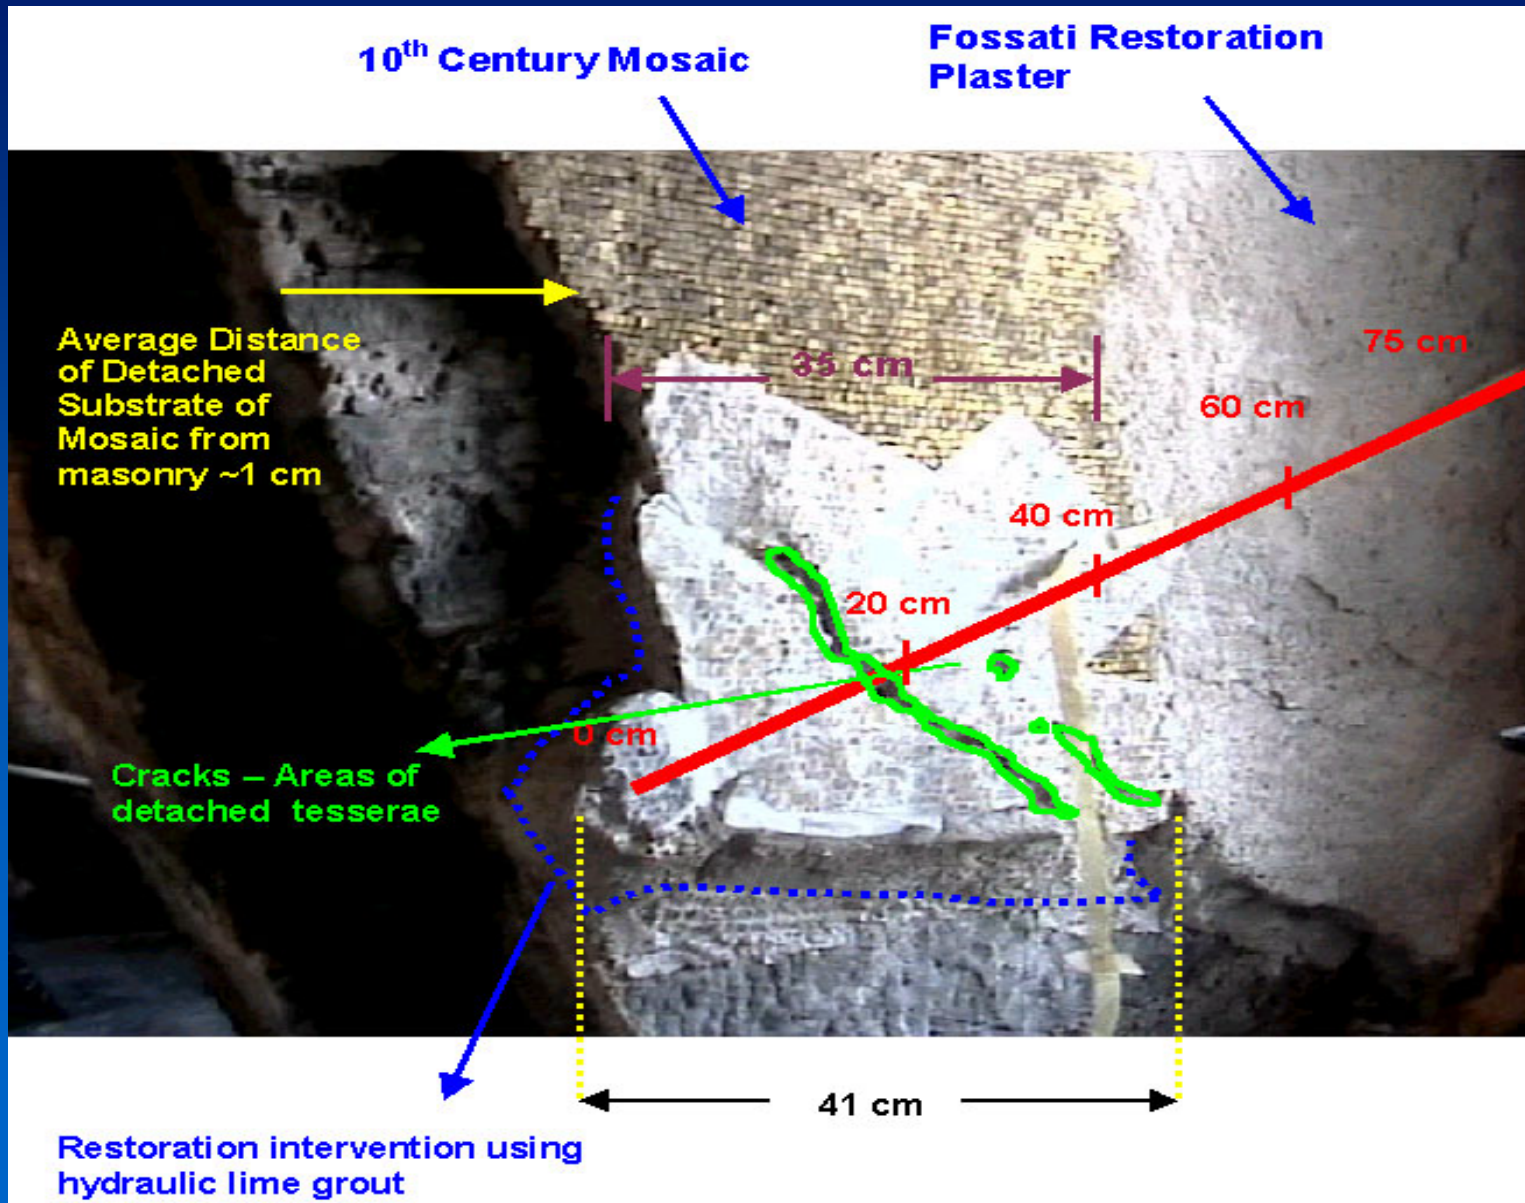 10th Century Mosaic
Fossati Restoration
Plaster
Average Distance
of Detached
Substrate of
Mosaic from
masonry ~1 cm
35 cm
75 cm
60 cm
40 cm
20 cm
0 cm
Cracks – Areas of
detached tesserae
41 cm
Restoration intervention using
hydraulic lime grout